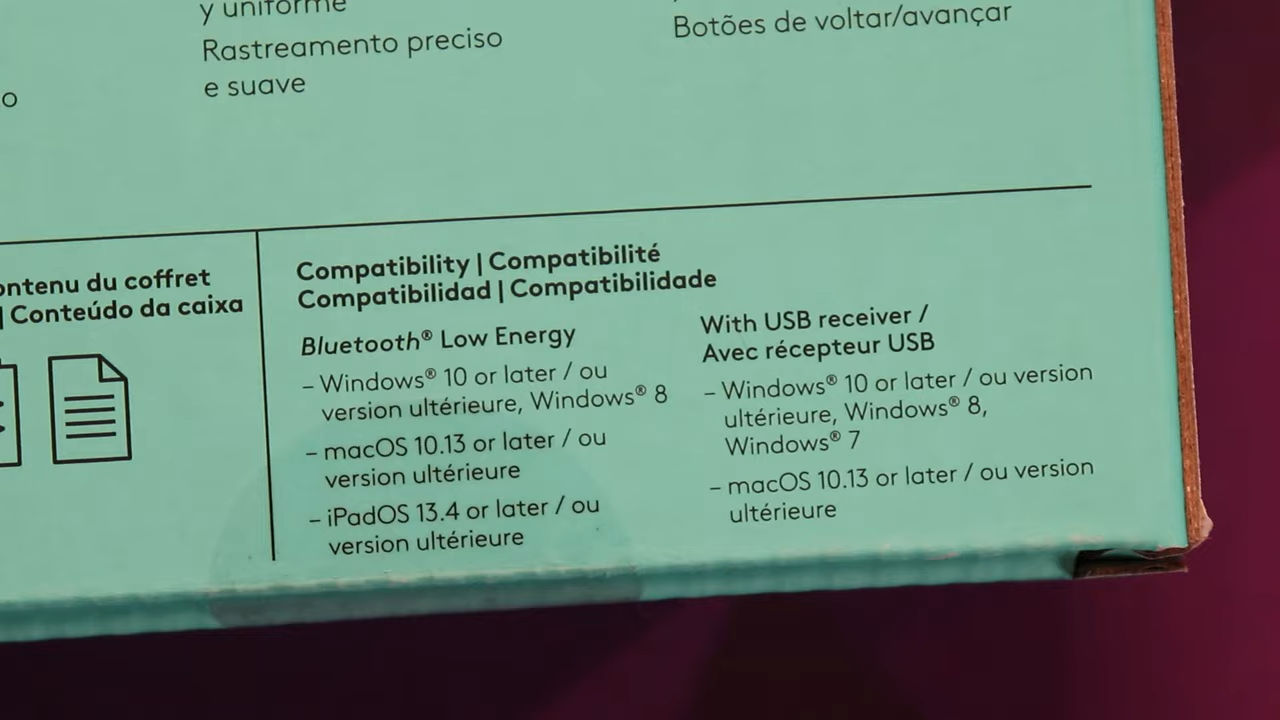 y uniforme
Rastreamento preciso
e suave
o
Botões de voltar/avançar
ontenu du coffret
| Conteúdo da caixa
Compatibility | Compatibilité
Compatibilidad | Compatibilidade
Bluetooth® Low Energy
– Windows® 10 or later / ou
version ultérieure, Windows® 8
– macOS 10.13 or later / ou
version ultérieure
– iPadOS 13.4 or later / ou
version ultérieure
With USB receiver /
Avec récepteur USB
– Windows® 10 or later / ou version
ultérieure, Windows® 8,
Windows® 7
– macOS 10.13 or later / ou version
ultérieure